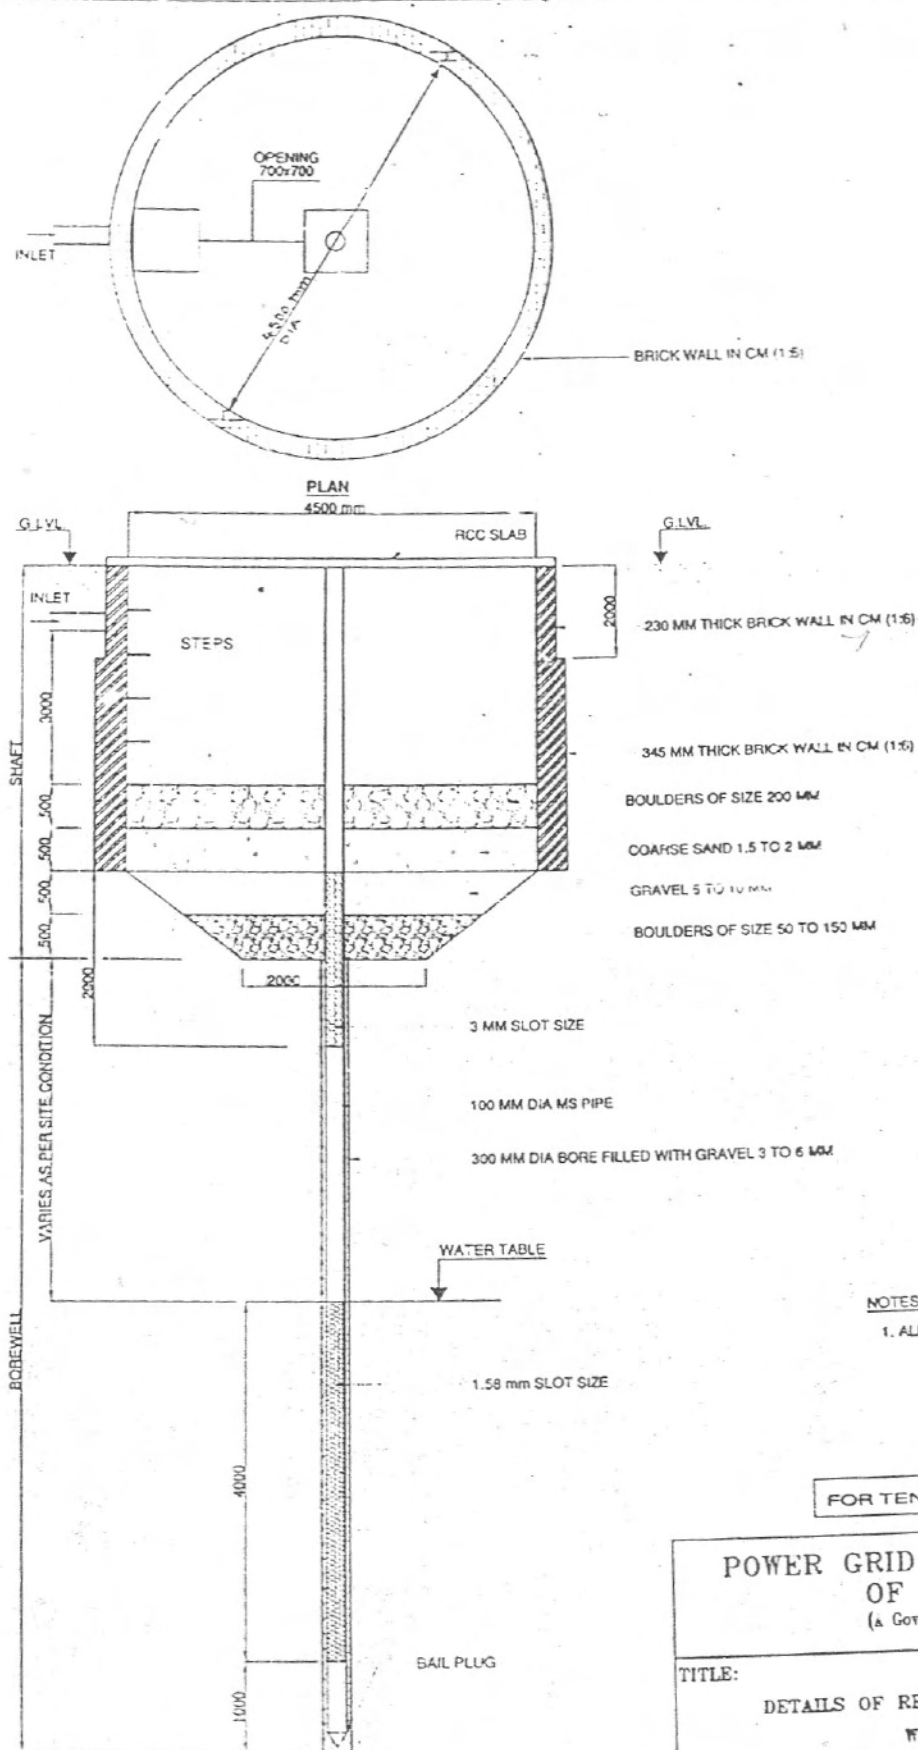 OPENING
700x700
INLET
4500 mm
DIA
BRICK WALL IN CM (1:5)
PLAN
4500 mm
G.LVL.
RCC SLAB
G.LVL.
INLET
STEPS
2000
230 MM THICK BRICK WALL IN CM (1:6)
3000
SHAFT
345 MM THICK BRICK WALL IN CM (1:6)
500
BOULDERS OF SIZE 200 MM
500
COARSE SAND 1.5 TO 2 MM
500
GRAVEL 5 TO 10 MM
500
BOULDERS OF SIZE 50 TO 150 MM
2000
2000
3 MM SLOT SIZE
100 MM DIA MS PIPE
300 MM DIA BORE FILLED WITH GRAVEL 3 TO 6 MM
VARIES AS PER SITE CONDITION
WATER TABLE
NOTES
1. AL
BOREWELL
1.58 mm SLOT SIZE
4000
FOR TEN
POWER GRID
OF
(A Gov
BAIL PLUG
TITLE:
1000
DETAILS OF RE
W